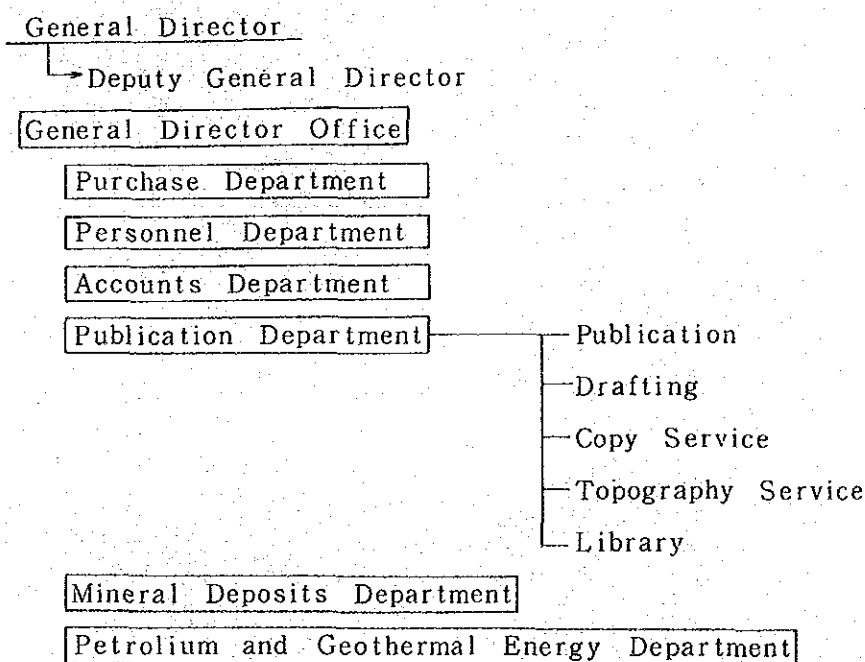 General Director
Deputy General Director
General Director Office
Purchase Department
Personnel Department
Accounts Department
Publication Department
Publication
Drafting
Copy Service
Topography Service
Library
Mineral Deposits Department
Petrolium and Geothermal Energy Department